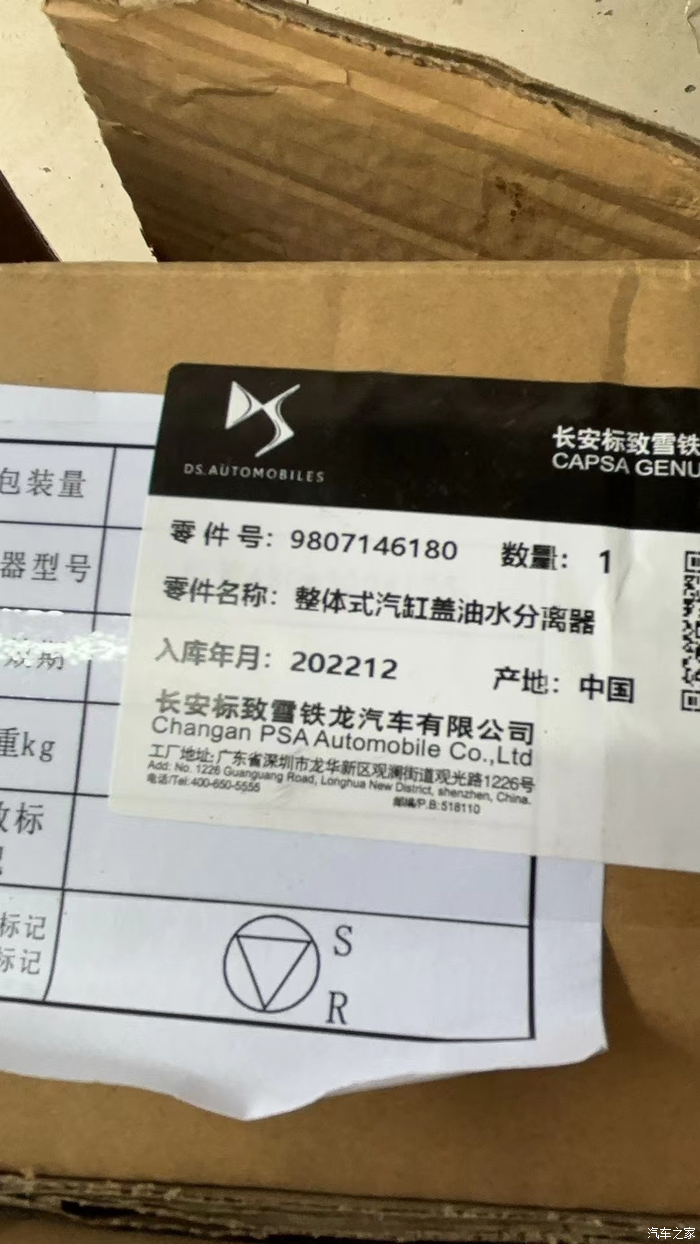 DS AUTOMOBILES
长安标致雪铁
CAPSA GENU
零件号：9807146180 数量：1
零件名称：整体式汽缸盖油水分离器
入库年月：202212 产地：中国
长安标致雪铁龙汽车有限公司
Changan PSA Automobile Co.,Ltd
工厂地址:广东省深圳市龙华新区观澜街道观光路1226号
Add: No. 1226 Guanguang Road, Longhua New District, shenzhen, China.
电话/Tel:400-650-5555 邮编/P.B:518110
包装量
器型号
效期
重kg
标
标记
标记
S
R
汽车之家